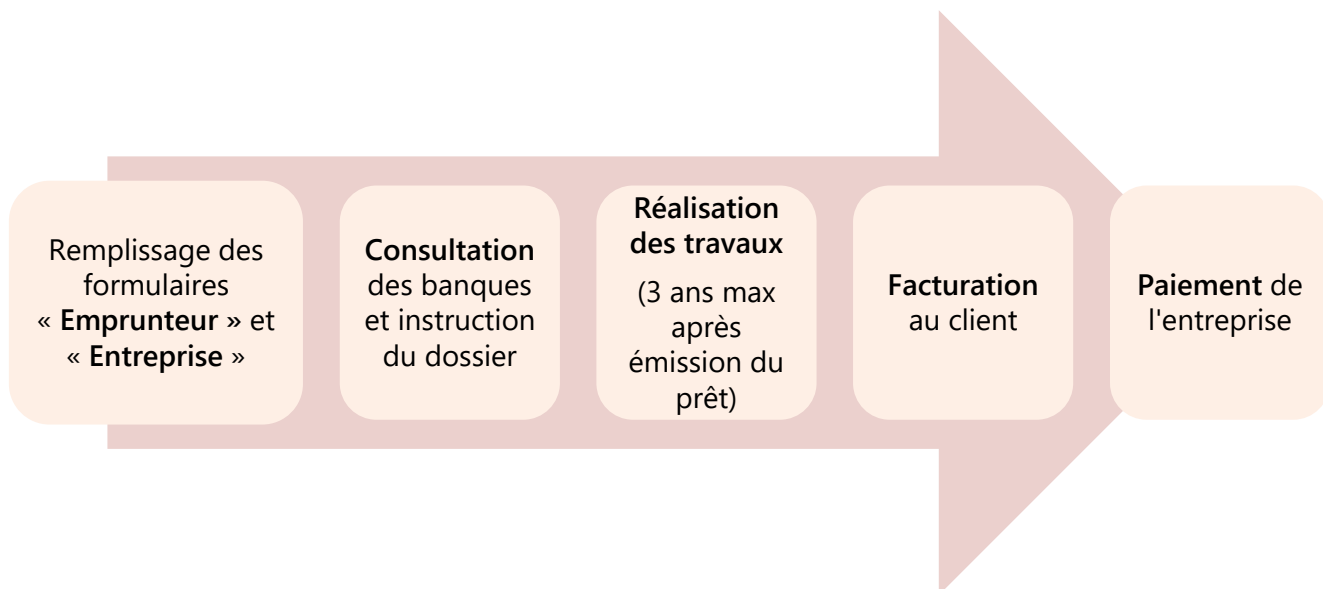 Remplissage des
formulaires
« Emprunteur » et
« Entreprise »
Consultation
des banques
et instruction
du dossier
Réalisation
des travaux
(3 ans max
après
émission du
prêt)
Facturation
au client
Paiement de
l'entreprise